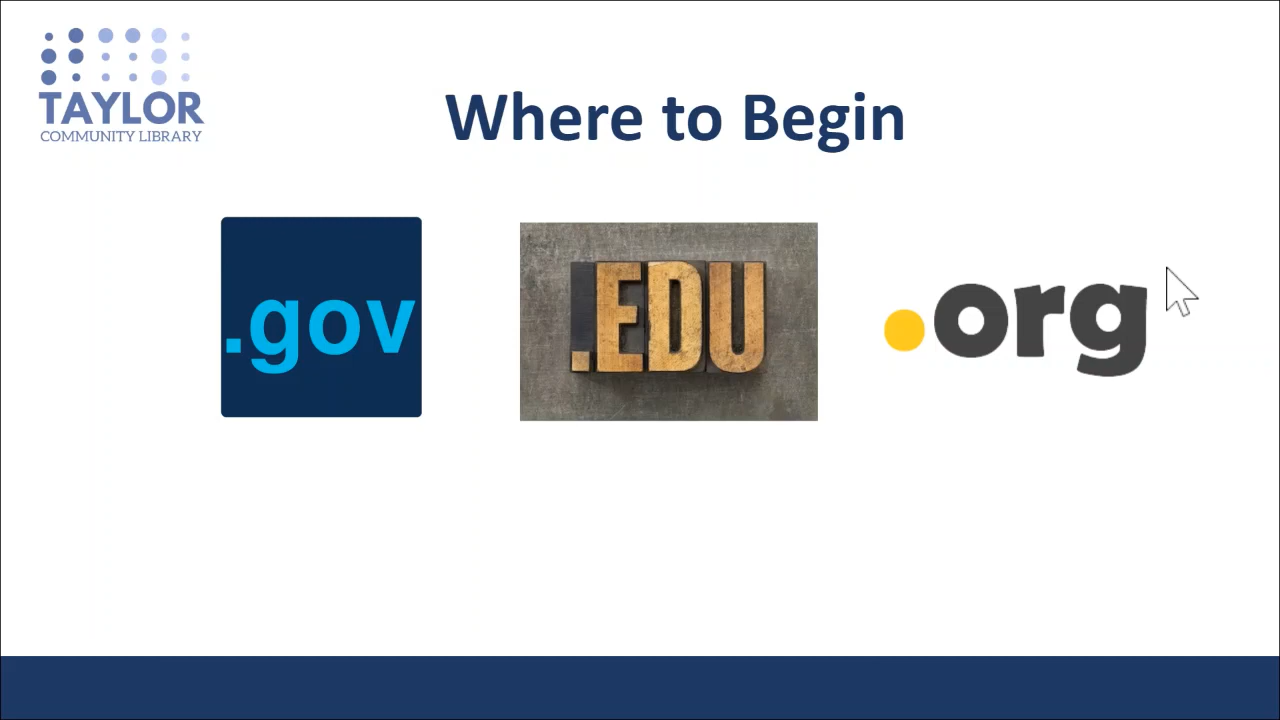 TAYLOR
COMMUNITY LIBRARY
Where to Begin
.gov
.EDU
.org